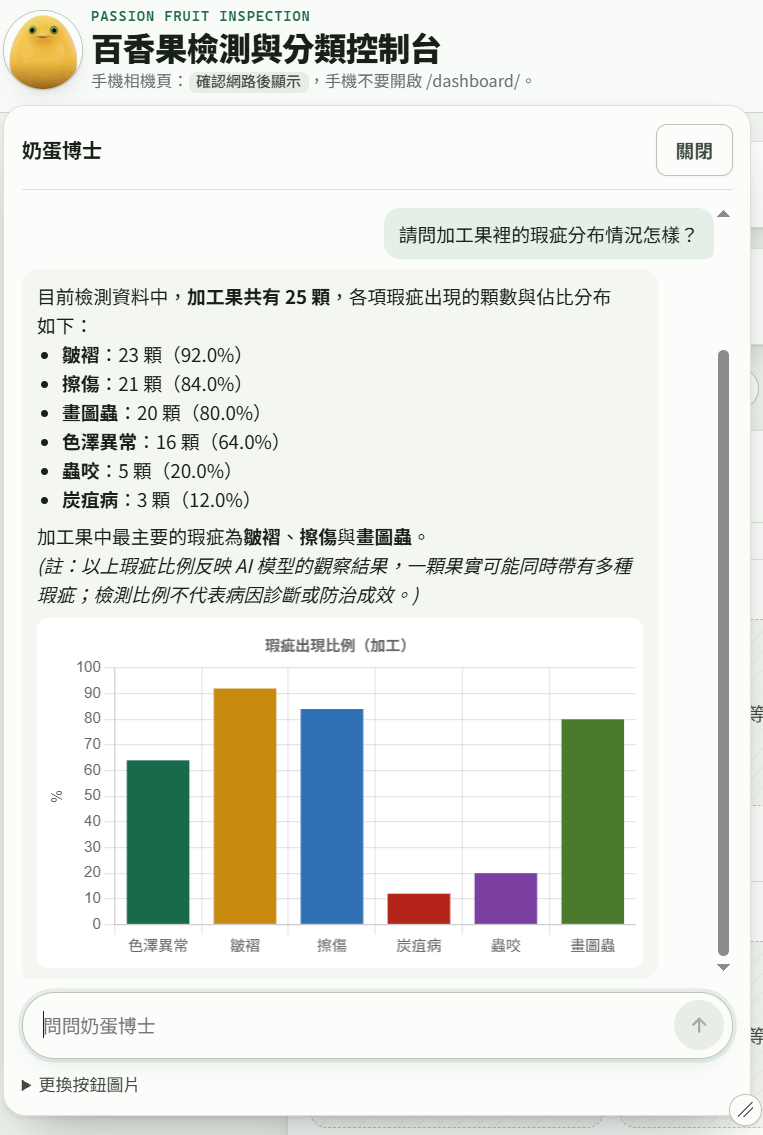 PASSION FRUIT INSPECTION
百香果檢測與分類控制台
手機相機頁： 確認網路後顯示 ，手機不要開啟 /dashboard/。
奶蛋博士
關閉
請問加工果裡的瑕疵分布情況怎樣？
目前檢測資料中，加工果共有 25 顆，各項瑕疵出現的顆數與佔比分布
如下：
• 皺褶：23 顆（92.0%）
• 擦傷：21 顆（84.0%）
• 畫圖蟲：20 顆（80.0%）
• 色澤異常：16 顆（64.0%）
• 蟲咬：5 顆（20.0%）
• 炭疽病：3 顆（12.0%）
加工果中最主要的瑕疵為皺褶、擦傷與畫圖蟲。
(註：以上瑕疵比例反映 AI 模型的觀察結果，一顆果實可能同時帶有多種
瑕疵；檢測比例不代表病因診斷或防治成效。)
瑕疵出現比例（加工）
100
90
80
70
60
50
40
30
20
10
0
%
色澤異常 皺褶 擦傷 炭疽病 蟲咬 畫圖蟲
等
問問奶蛋博士
等
更換按鈕圖片